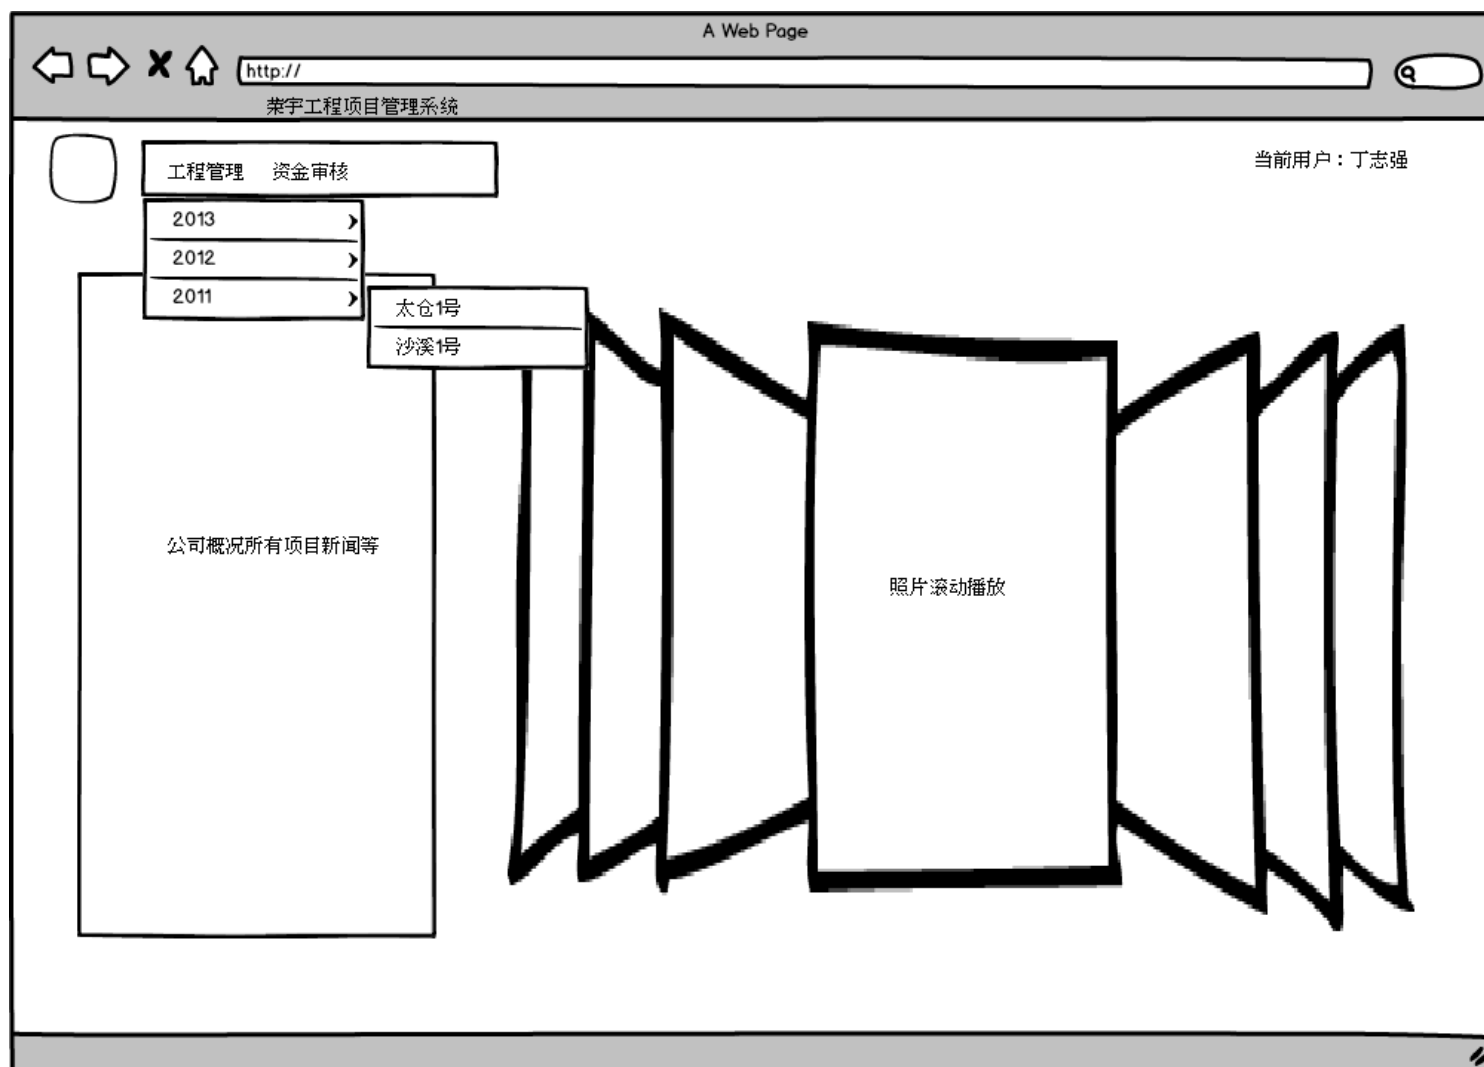 A Web Page
http://
荣宇工程项目管理系统
工程管理 资金审核
当前用户：丁志强
2013
2012
2011
太仓1号
沙溪1号
公司概况所有项目新闻等
照片滚动播放